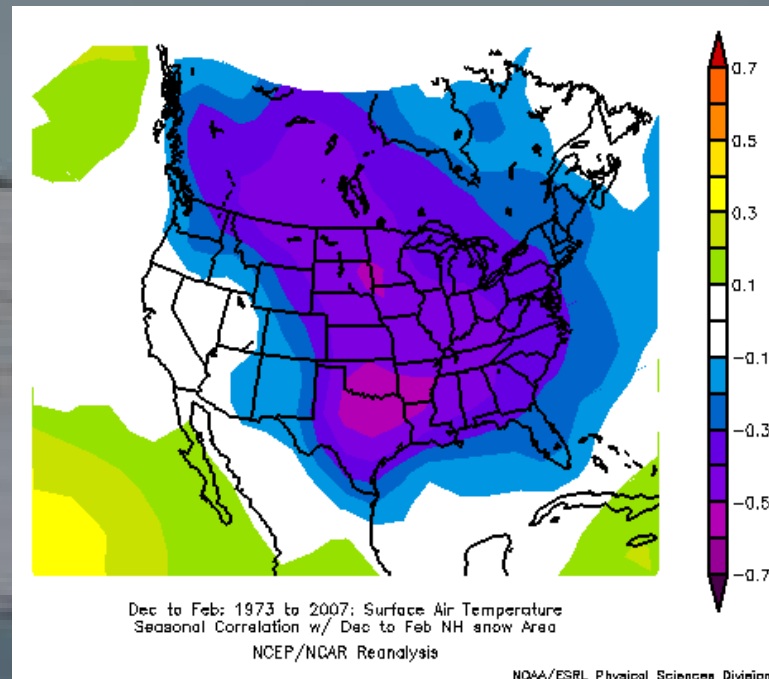 0.7
0.5
0.3
0.1
-0.1
-0.3
-0.5
-0.7
Dec to Feb: 1973 to 2007: Surface Air Temperature
Seasonal Correlation w/ Dec to Feb NH snow Area
NCEP/NCAR Reanalysis
NOAA/ESRL Physical Sciences Division